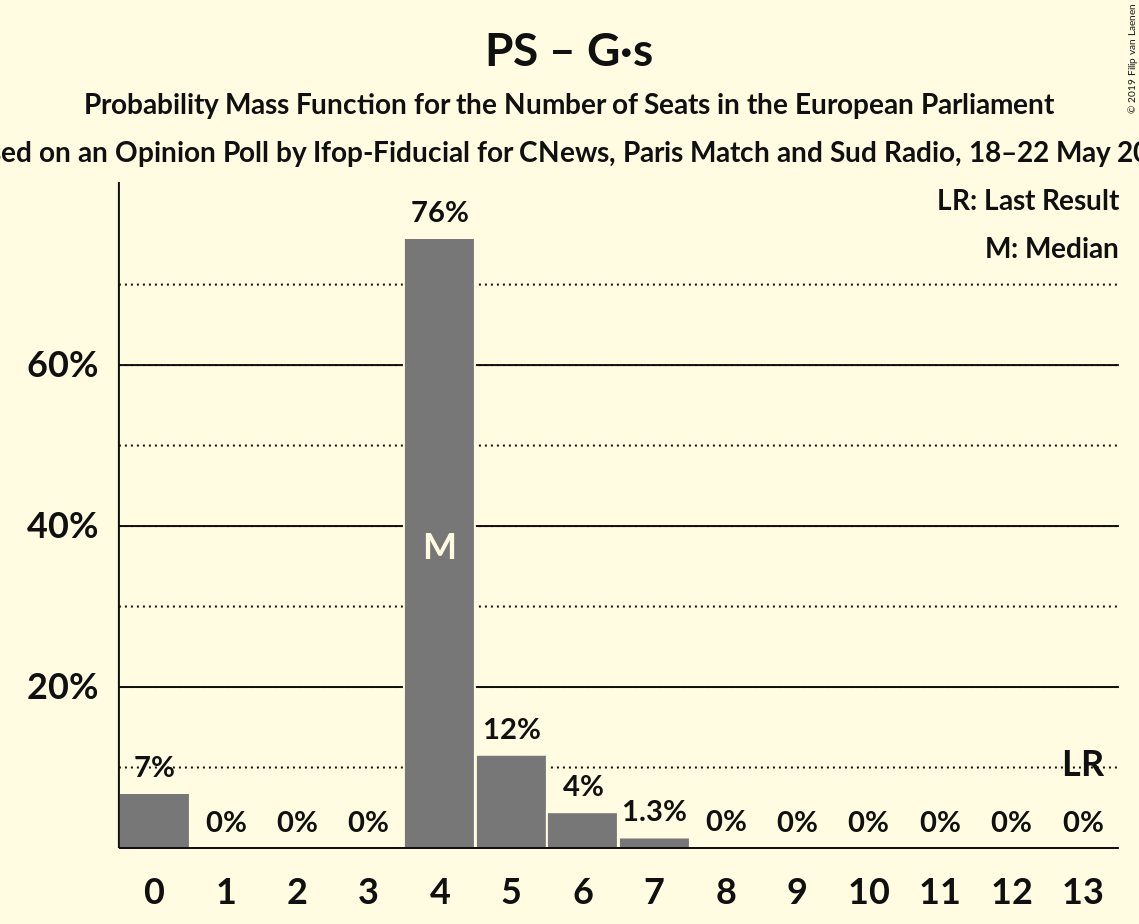 PS – G·s
Probability Mass Function for the Number of Seats in the European Parliament
sed on an Opinion Poll by Ifop-Fiducial for CNews, Paris Match and Sud Radio, 18–22 May 20
© 2019 Filip van Laenen
LR: Last Result
M: Median
76%
60%
40%
M
20%
12%
7%
4%
LR
1.3%
0% 0% 0% 0% 0% 0% 0% 0% 0%
0 1 2 3 4 5 6 7 8 9 10 11 12 13